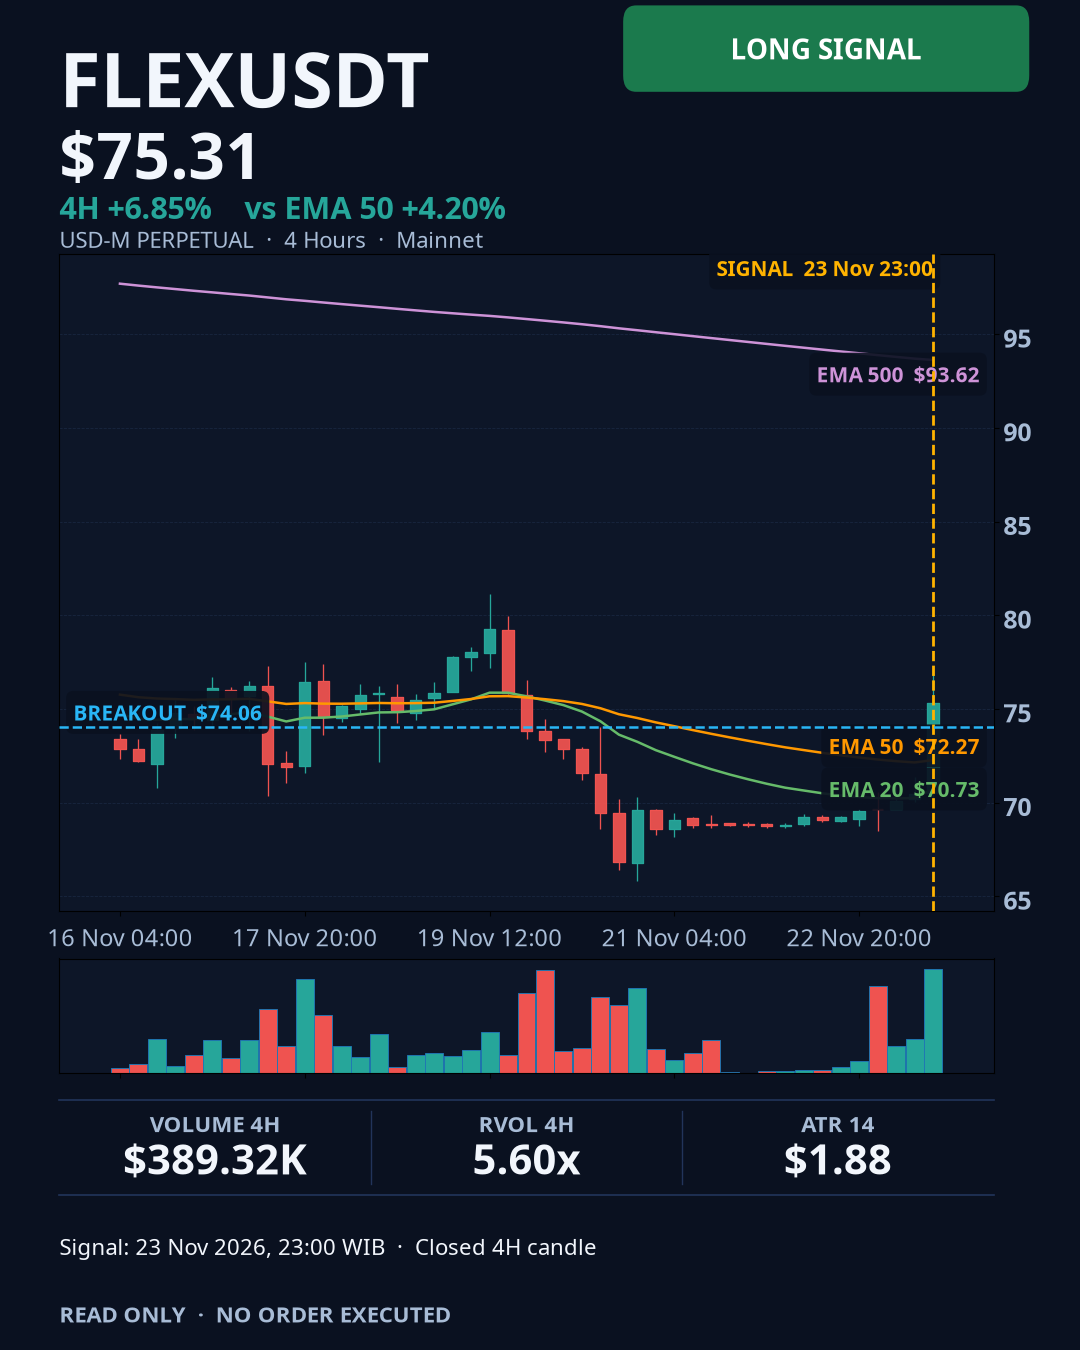 LONG SIGNAL
FLEXUSDT
$75.31
4H +6.85% vs EMA 50 +4.20%
USD-M PERPETUAL · 4 Hours · Mainnet
SIGNAL 23 Nov 23:00
95
EMA 500 $93.62
90
85
80
75
BREAKOUT $74.06
EMA 50 $72.27
EMA 20 $70.73
70
65
16 Nov 04:00 17 Nov 20:00 19 Nov 12:00 21 Nov 04:00 22 Nov 20:00
VOLUME 4H RVOL 4H ATR 14
$389.32K 5.60x $1.88
Signal: 23 Nov 2026, 23:00 WIB · Closed 4H candle
READ ONLY · NO ORDER EXECUTED